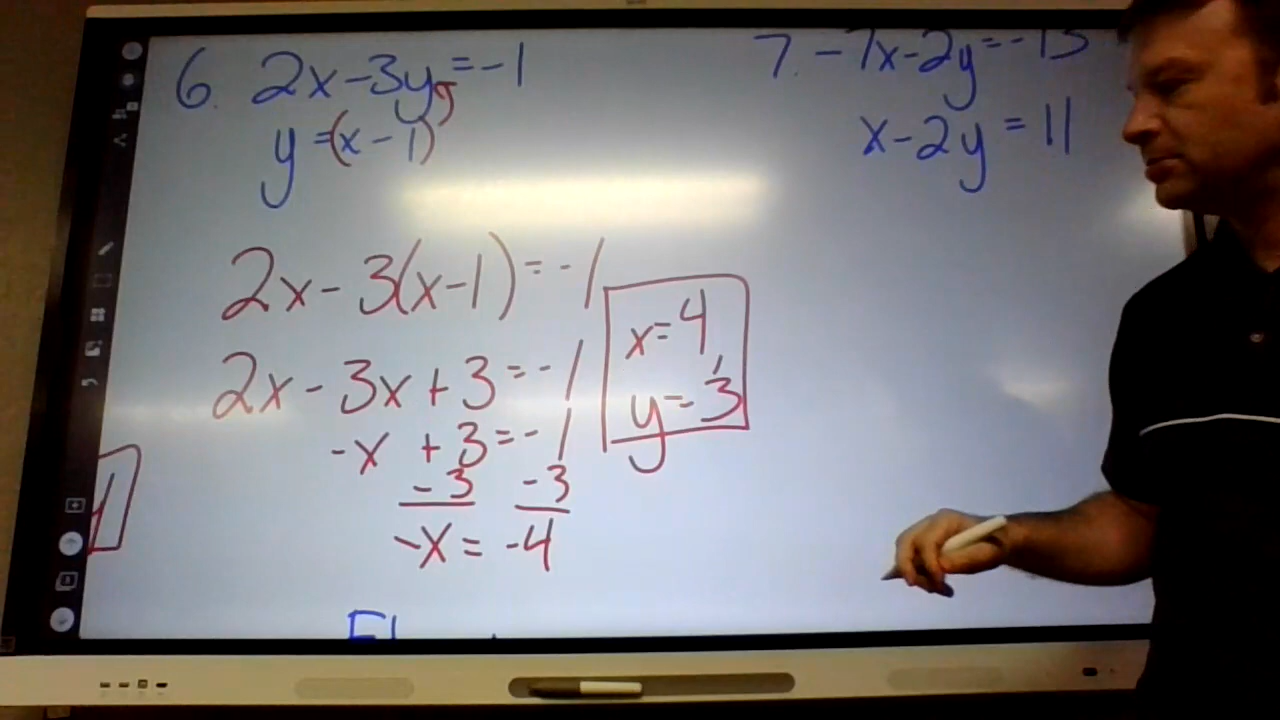 6. 2x-3y=-1
y=(x-1)
2x-3(x-1)=-1
2x-3x+3=-1
-x +3=-1
-3 -3
-x=-4
x=4,
y=3
7. -7x-2y=-13
x-2y=11